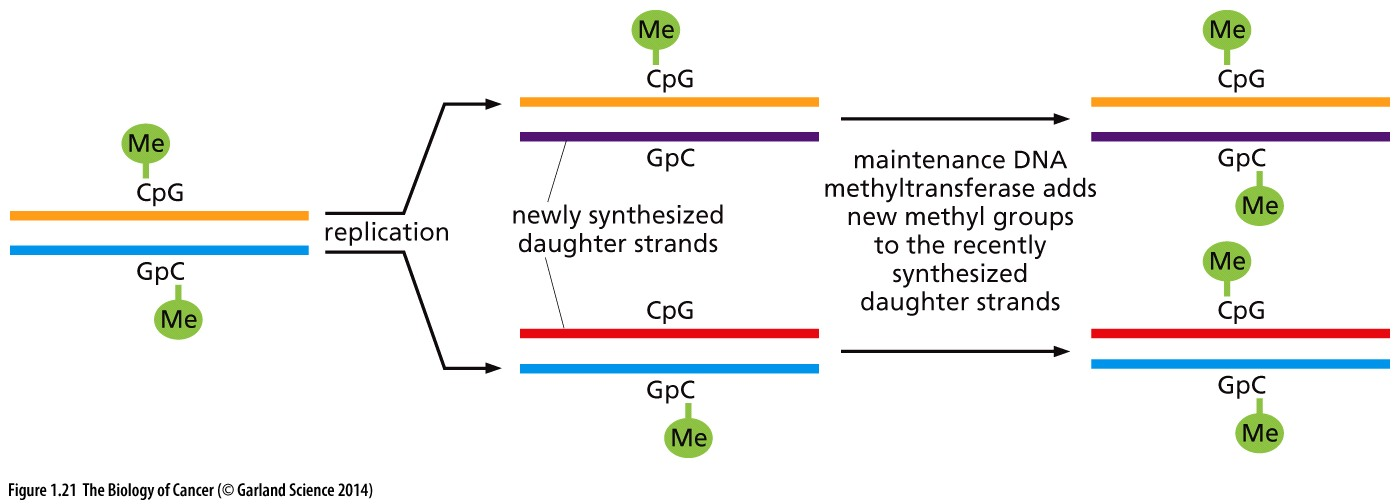 Me
CpG
GpC
Me
replication
Me
CpG
GpC
newly synthesized
daughter strands
CpG
GpC
Me
maintenance DNA
methyltransferase adds
new methyl groups
to the recently
synthesized
daughter strands
Me
CpG
GpC
Me
Me
CpG
GpC
Me
Figure 1.21 The Biology of Cancer (© Garland Science 2014)